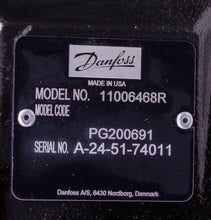 Danfoss
MADE IN USA
MODEL NO. 11006468R
MODEL CODE
PG200691
SERIAL NO. A-24-51-74011
Danfoss A/S, 6430 Nordborg, Denmark